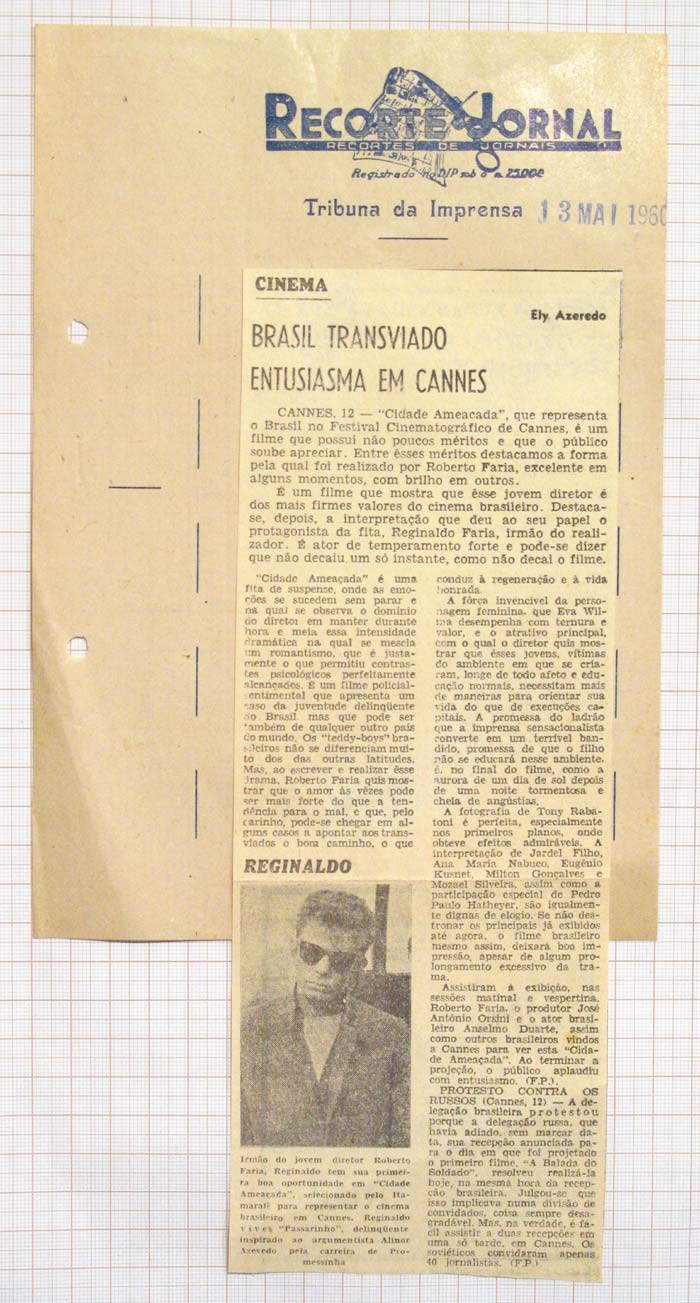 RECORTE JORNAL
RECORTES DE JORNAIS
Registrado no DIP sob o n 25.002
Tribuna da Imprensa 13 MAI 1960
CINEMA
Ely Azeredo
BRASIL TRANSVIADO
ENTUSIASMA EM CANNES
CANNES, 12 — "Cidade Ameacada", que representa
o Brasil no Festival Cinematográfico de Cannes, é um
filme que possui não poucos méritos e que o público
soube apreciar. Entre êsses méritos destacamos a forma
pela qual foi realizado por Roberto Faria, excelente em
alguns momentos, com brilho em outros.
É um filme que mostra que êsse jovem diretor é
dos mais firmes valores do cinema brasileiro. Destaca-
se, depois, a interpretação que deu ao seu papel o
protagonista da fita, Reginaldo Faria, irmão do reali-
zador. É ator de temperamento forte e pode-se dizer
que não decaiu um só instante, como não decai o filme.
"Cidade Ameaçada" é uma
fita de suspense, onde as emo-
ções se sucedem sem parar e
na qual se observa o domínio
do diretor em manter durante
hora e meia essa intensidade
dramática na qual se mescla
um romantismo, que é justa-
mente o que permitiu contras-
tes psicológicos perfeitamente
alcançados. É um filme policial-
sentimental que apresenta um
caso da juventude delinqüente
do Brasil, mas que pode ser
também de qualquer outro país
do mundo. Os "teddy-boys" bra-
sileiros não se diferenciam mui-
to dos das outras latitudes.
Mas, ao escrever e realizar êsse
drama, Roberto Faria quis mos-
trar que o amor às vêzes pode
ser mais forte do que a ten-
dência para o mal, e que, pelo
carinho, pode-se chegar em al-
guns casos a apontar aos trans-
viados o bom caminho, o que
conduz à regeneração e à vida
honrada.
A fôrça invencível da perso-
nagem feminina, que Eva Wil-
ma desempenha com ternura e
valor, e o atrativo principal,
com o qual o diretor quis mos-
trar que êsses jovens, vítimas
do ambiente em que se cria-
ram, longe de todo afeto e edu-
cação normais, necessitam mais
de maneiras para orientar sua
vida do que de execuções ca-
pitais. A promessa do ladrão
que a imprensa sensacionalista
converte em um terrível ban-
dido, promessa de que o filho
não se educará nesse ambiente,
é, no final do filme, como a
aurora de um dia de sol depois
de uma noite tormentosa e
cheia de angústias.
A fotografia de Tony Raba-
toni é perfeita, especialmente
nos primeiros planos, onde
obteve efeitos admiráveis. A
interpretação de Jardel Filho,
Ana Maria Nabuco, Eugênio
Kusnet, Milton Gonçalves e
Mozael Silveira, assim como a
participação especial de Pedro
Paulo Hatheyer, são igualmen-
te dignas de elogio. Se não des-
tronar os principais já exibidos
até agora, o filme brasileiro
mesmo assim, deixará boa im-
pressão, apesar de algum pro-
longamento excessivo da tra-
ma.
Assistiram à exibição, nas
sessões matinal e vespertina,
Roberto Faria, o produtor José
Antônio Orsini e o ator brasi-
leiro Anselmo Duarte, assim
como outros brasileiros vindos
a Cannes para ver esta "Cida-
de Ameaçada". Ao terminar a
projeção, o público aplaudiu
com entusiasmo. (F.P.).
PROTESTO CONTRA OS
RUSSOS (Cannes, 12) — A de-
legação brasileira protestou
porque a delegação russa, que
havia adiado, sem marcar da-
ta, sua recepção anunciada pa-
ra o dia em que foi projetado
o primeiro filme, "A Balada do
Soldado", resolveu realizá-la
hoje, na mesma hora da recep-
ção brasileira. Julgou-se que
isso implicava numa divisão de
convidados, coisa sempre desa-
gradável. Mas, na verdade, é fá-
cil assistir a duas recepções em
uma só tarde, em Cannes. Os
soviéticos convidaram apenas
40 jornalistas. (F.P.)
REGINALDO
Irmão do jovem diretor Roberto
Faria, Reginaldo tem sua primei-
ra boa oportunidade em "Cidade
Ameaçada", selecionado pelo Ita-
marati para representar o cinema
brasileiro em Cannes. Reginaldo
vives "Passarinho", delinqüente
inspirado ao argumentista Alinor
Azevedo pela carreira de Pro-
messinha